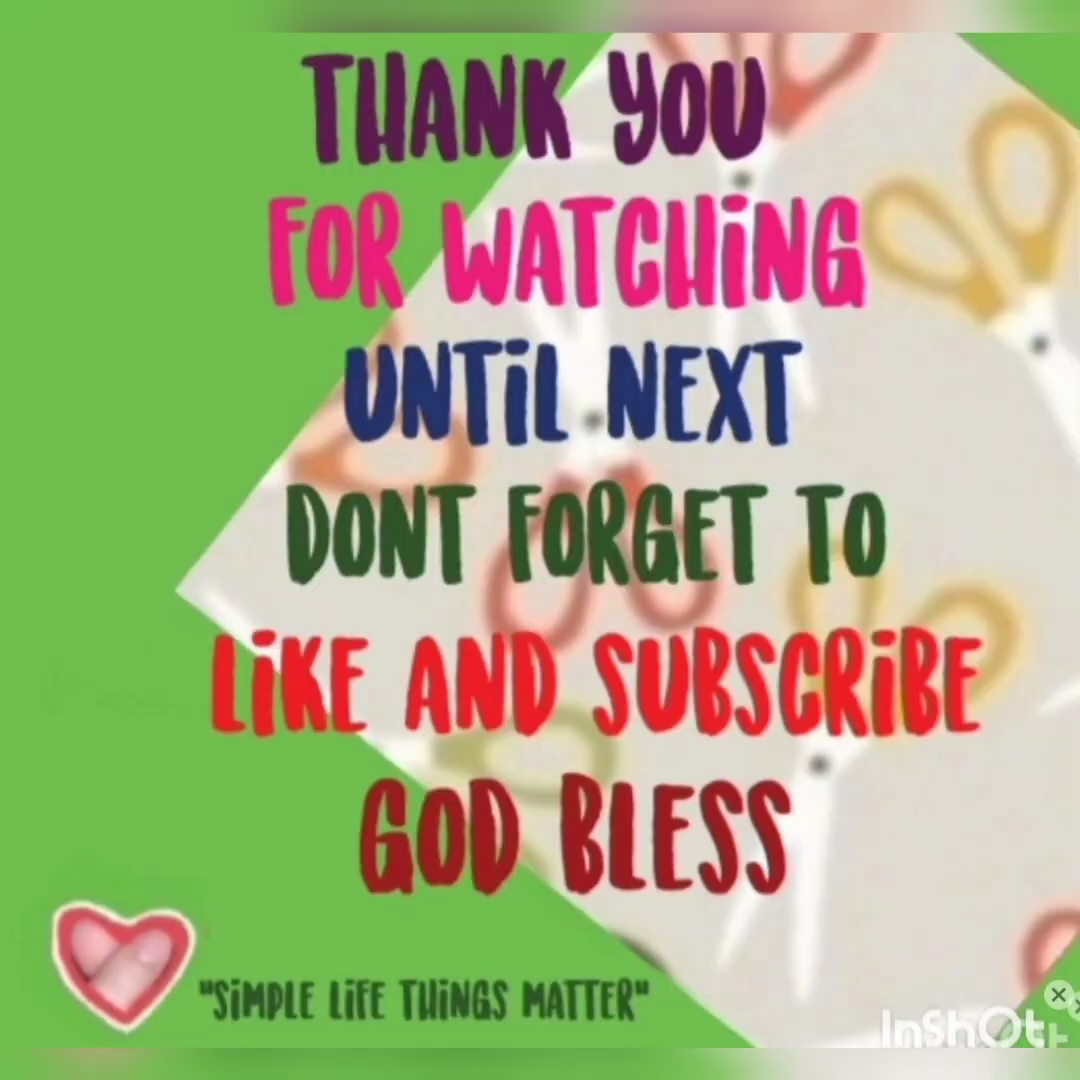 THANK YOU
FOR WATCHING
UNTIL NEXT
DONT FORGET TO
LIKE AND SUBSCRIBE
GOD BLESS
"SIMPLE LIFE THINGS MATTER"
InShOt